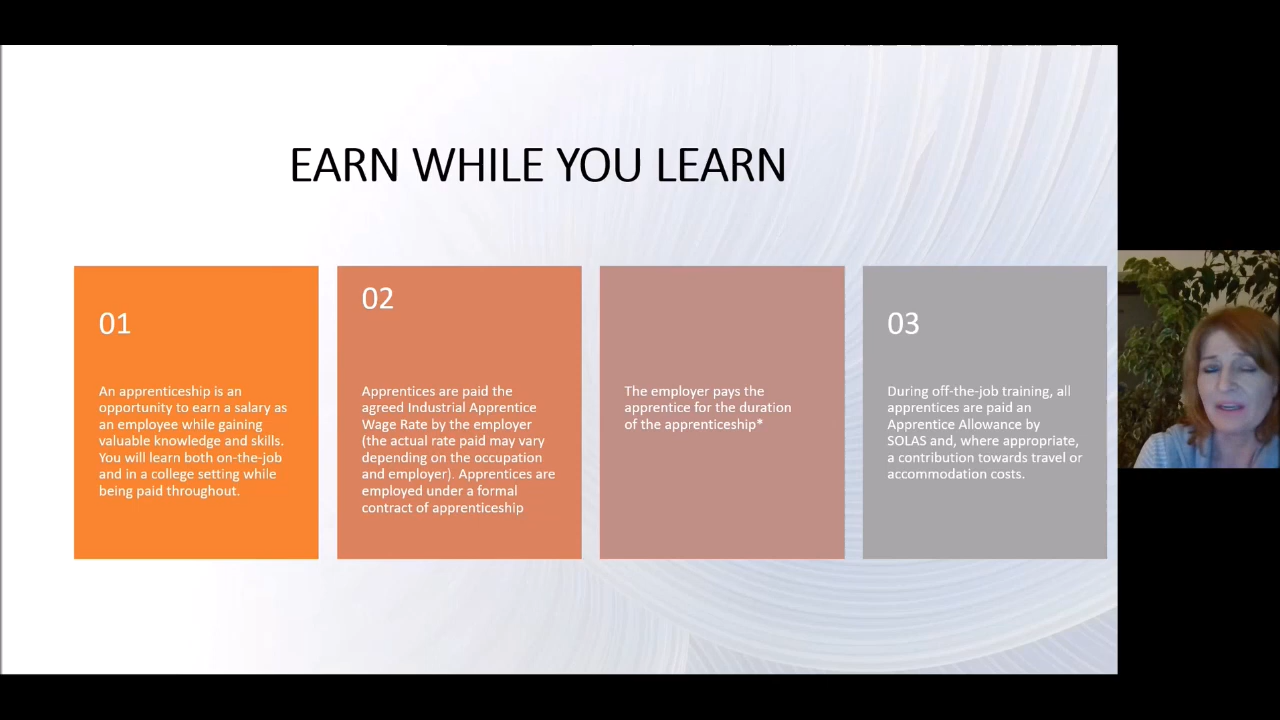 EARN WHILE YOU LEARN
01
An apprenticeship is an
opportunity to earn a salary as
an employee while gaining
valuable knowledge and skills.
You will learn both on-the-job
and in a college setting while
being paid throughout.
02
Apprentices are paid the
agreed Industrial Apprentice
Wage Rate by the employer
(the actual rate paid may vary
depending on the occupation
and employer). Apprentices are
employed under a formal
contract of apprenticeship
The employer pays the
apprentice for the duration
of the apprenticeship*
03
During off-the-job training, all
apprentices are paid an
Apprentice Allowance by
SOLAS and, where appropriate,
a contribution towards travel or
accommodation costs.